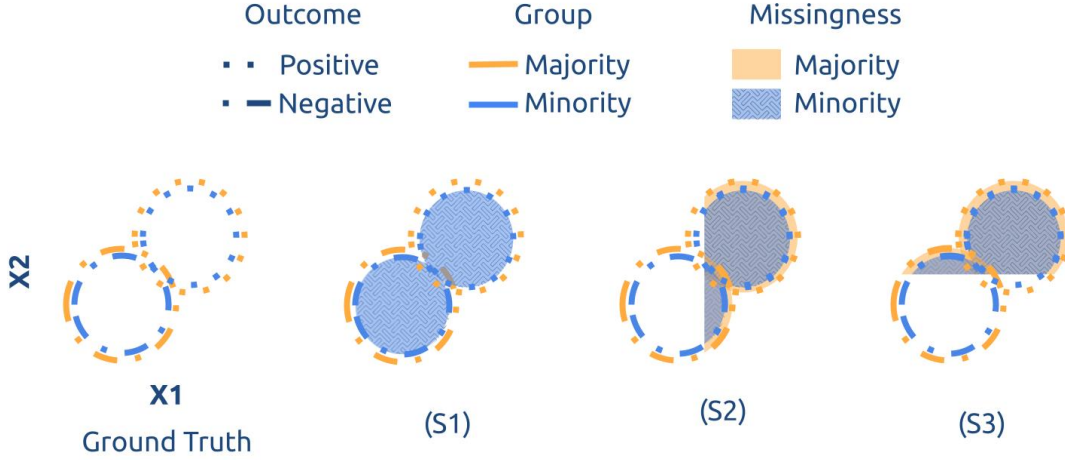 Outcome Group Missingness
Positive Majority Majority
Negative Minority Minority
X2
X1
Ground Truth (S1) (S2) (S3)